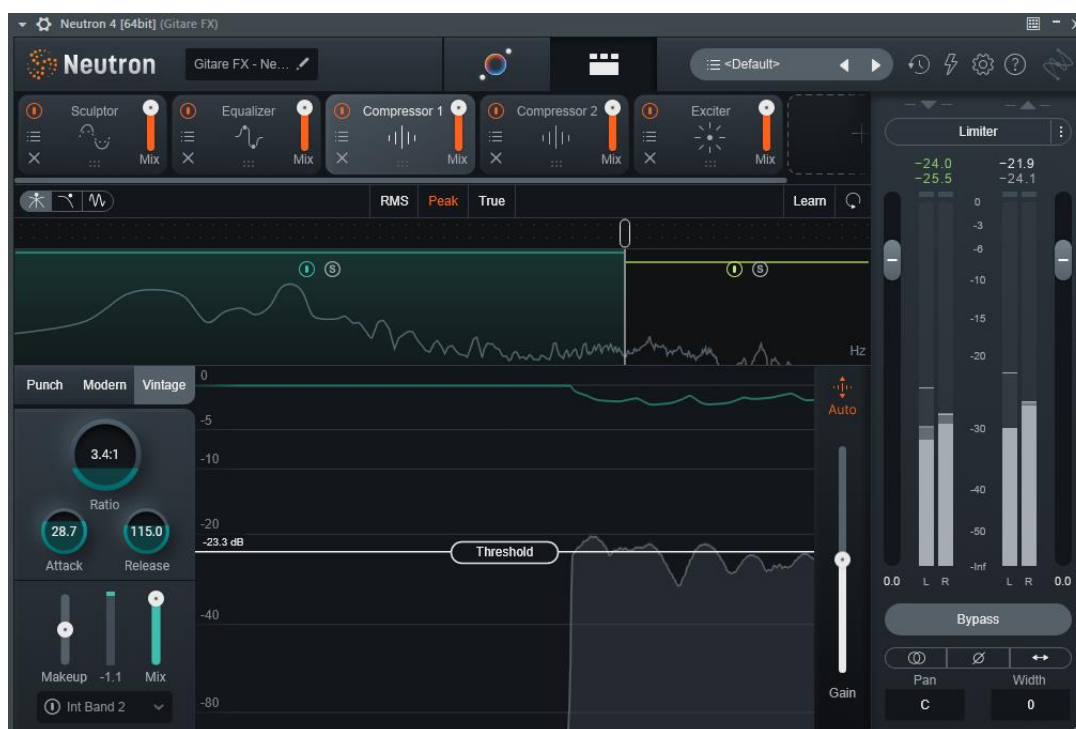 Neutron 4 [64bit] (Gitare FX)
Neutron
Gitare FX - Ne...
<Default>
Sculptor
Mix
Equalizer
Mix
Compressor 1
Mix
Compressor 2
Mix
Exciter
Mix
RMS Peak True
Learn
S
S
Hz
Punch Modern Vintage
3.4:1
Ratio
28.7
Attack
115.0
Release
Makeup -1.1 Mix
Int Band 2
0
-5
-10
-20
-23.3 dB
Threshold
-40
-80
Auto
Gain
Limiter
-24.0 -21.9
-25.5 -24.1
0
-3
-6
-10
-15
-20
-30
-40
-50
-Inf
0.0 L R L R 0.0
Bypass
Pan Width
C 0